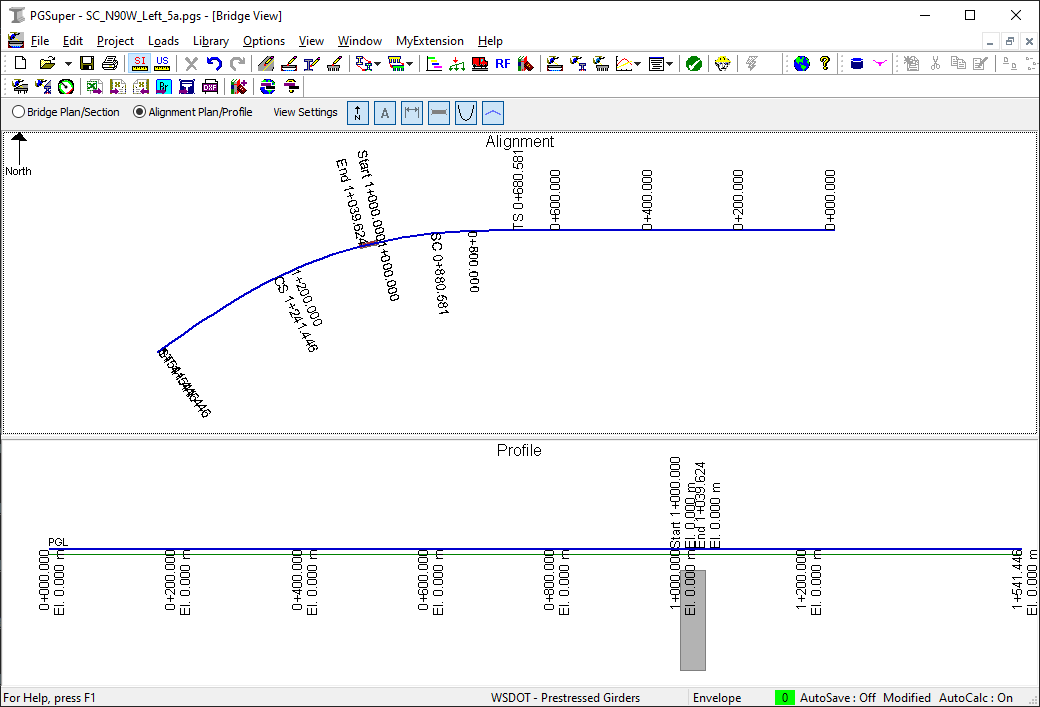 PGSuper - SC_N90W_Left_5a.pgs - [Bridge View]
File Edit Project Loads Library Options View Window MyExtension Help
SI US RF
DXF
Bridge Plan/Section Alignment Plan/Profile View Settings N A
Alignment
North
Start 1+000.000
End 1+039.624
TS 0+680.581
0+600.000
0+400.000
0+200.000
0+000.000
1+000.000
SC 0+880.581
0+800.000
1+200.000
CS 1+241.446
Profile
Start 1+000.000
El. 0.000 m
End 1+039.624
El. 0.000 m
PGL
0+000.000
El. 0.000 m
0+200.000
El. 0.000 m
0+400.000
El. 0.000 m
0+600.000
El. 0.000 m
0+800.000
El. 0.000 m
1+000.000
El. 0.000 m
1+200.000
El. 0.000 m
1+541.446
El. 0.000 m
For Help, press F1 WSDOT - Prestressed Girders Envelope 0 AutoSave : Off Modified AutoCalc : On